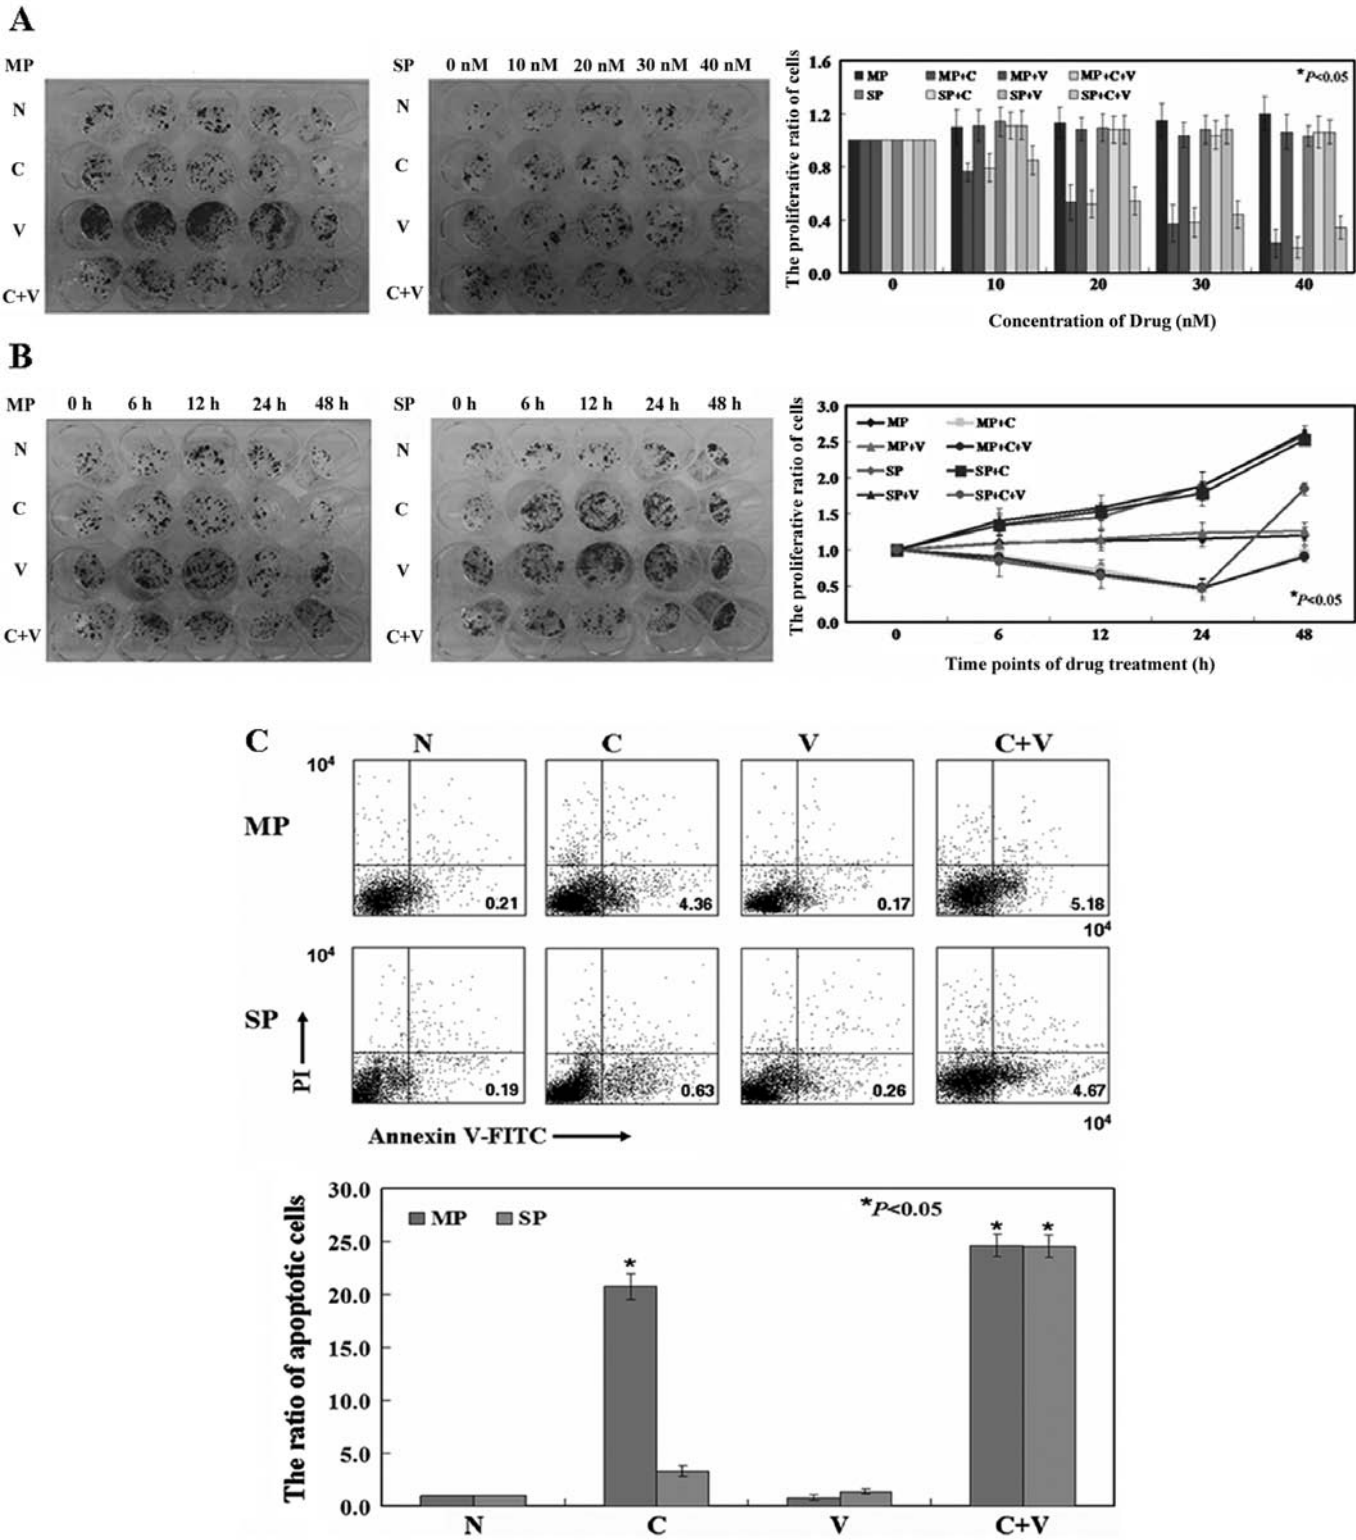 A
MP
N
C
V
C+V
SP 0 nM 10 nM 20 nM 30 nM 40 nM
N
C
V
C+V
The proliferative ratio of cells
1.6
1.2
0.8
0.4
0.0
MP MP+C MP+V MP+C+V
SP SP+C SP+V SP+C+V
*P<0.05
0 10 20 30 40
Concentration of Drug (nM)
B
MP 0 h 6 h 12 h 24 h 48 h
N
C
V
C+V
SP 0 h 6 h 12 h 24 h 48 h
N
C
V
C+V
The proliferative ratio of cells
3.0
2.5
2.0
1.5
1.0
0.5
0.0
MP MP+C
MP+V MP+C+V
SP SP+C
SP+V SP+C+V
*P<0.05
0 6 12 24 48
Time points of drug treatment (h)
C N C V C+V
10⁴
MP
0.21 4.36 0.17 5.18
10⁴
10⁴
SP
PI
0.19 0.63 0.26 4.67
10⁴
Annexin V-FITC
The ratio of apoptotic cells
30.0
25.0
20.0
15.0
10.0
5.0
0.0
MP SP
*P<0.05
*
* *
N C V C+V